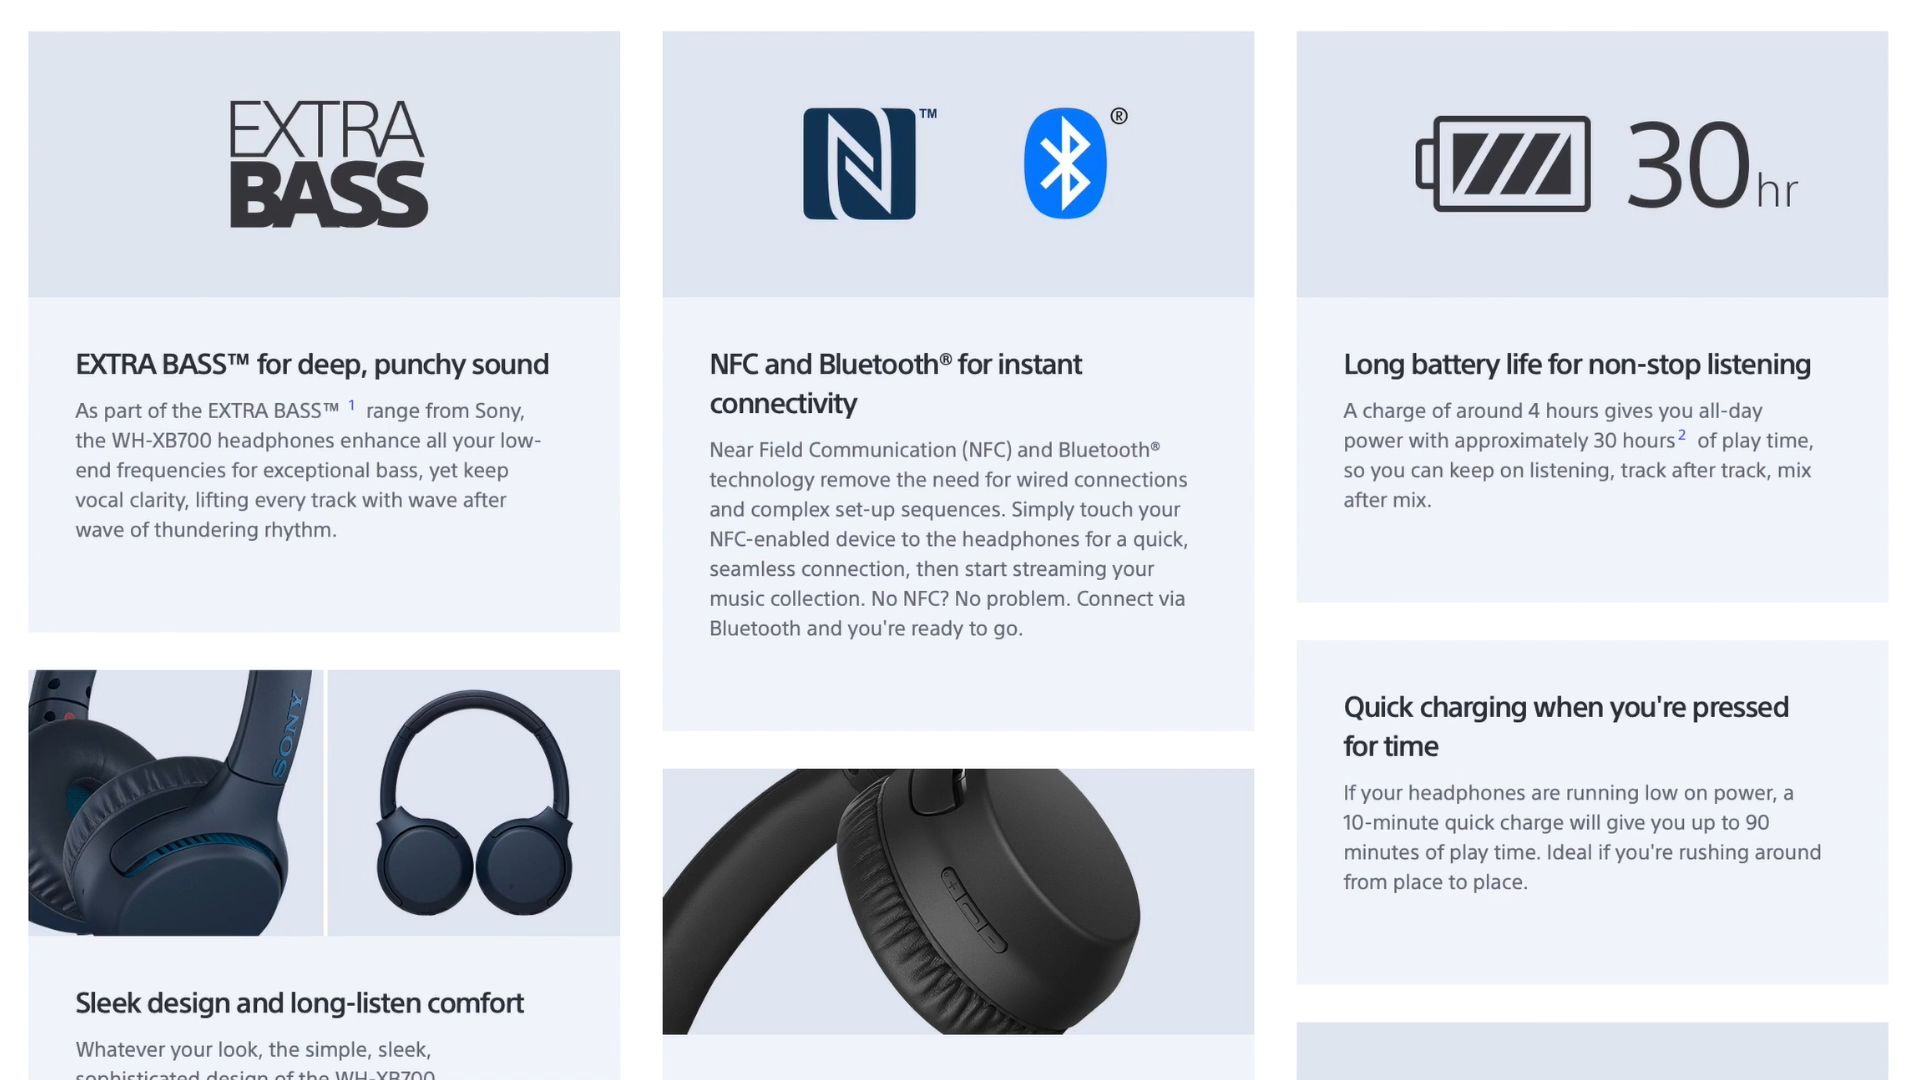 EXTRA
BASS
EXTRA BASS™ for deep, punchy sound
As part of the EXTRA BASS™ 1 range from Sony,
the WH-XB700 headphones enhance all your low-
end frequencies for exceptional bass, yet keep
vocal clarity, lifting every track with wave after
wave of thundering rhythm.
SONY
Sleek design and long-listen comfort
Whatever your look, the simple, sleek,
sophisticated design of the WH-XB700
™
®
NFC and Bluetooth® for instant
connectivity
Near Field Communication (NFC) and Bluetooth®
technology remove the need for wired connections
and complex set-up sequences. Simply touch your
NFC-enabled device to the headphones for a quick,
seamless connection, then start streaming your
music collection. No NFC? No problem. Connect via
Bluetooth and you're ready to go.
30hr
Long battery life for non-stop listening
A charge of around 4 hours gives you all-day
power with approximately 30 hours2 of play time,
so you can keep on listening, track after track, mix
after mix.
Quick charging when you're pressed
for time
If your headphones are running low on power, a
10-minute quick charge will give you up to 90
minutes of play time. Ideal if you're rushing around
from place to place.